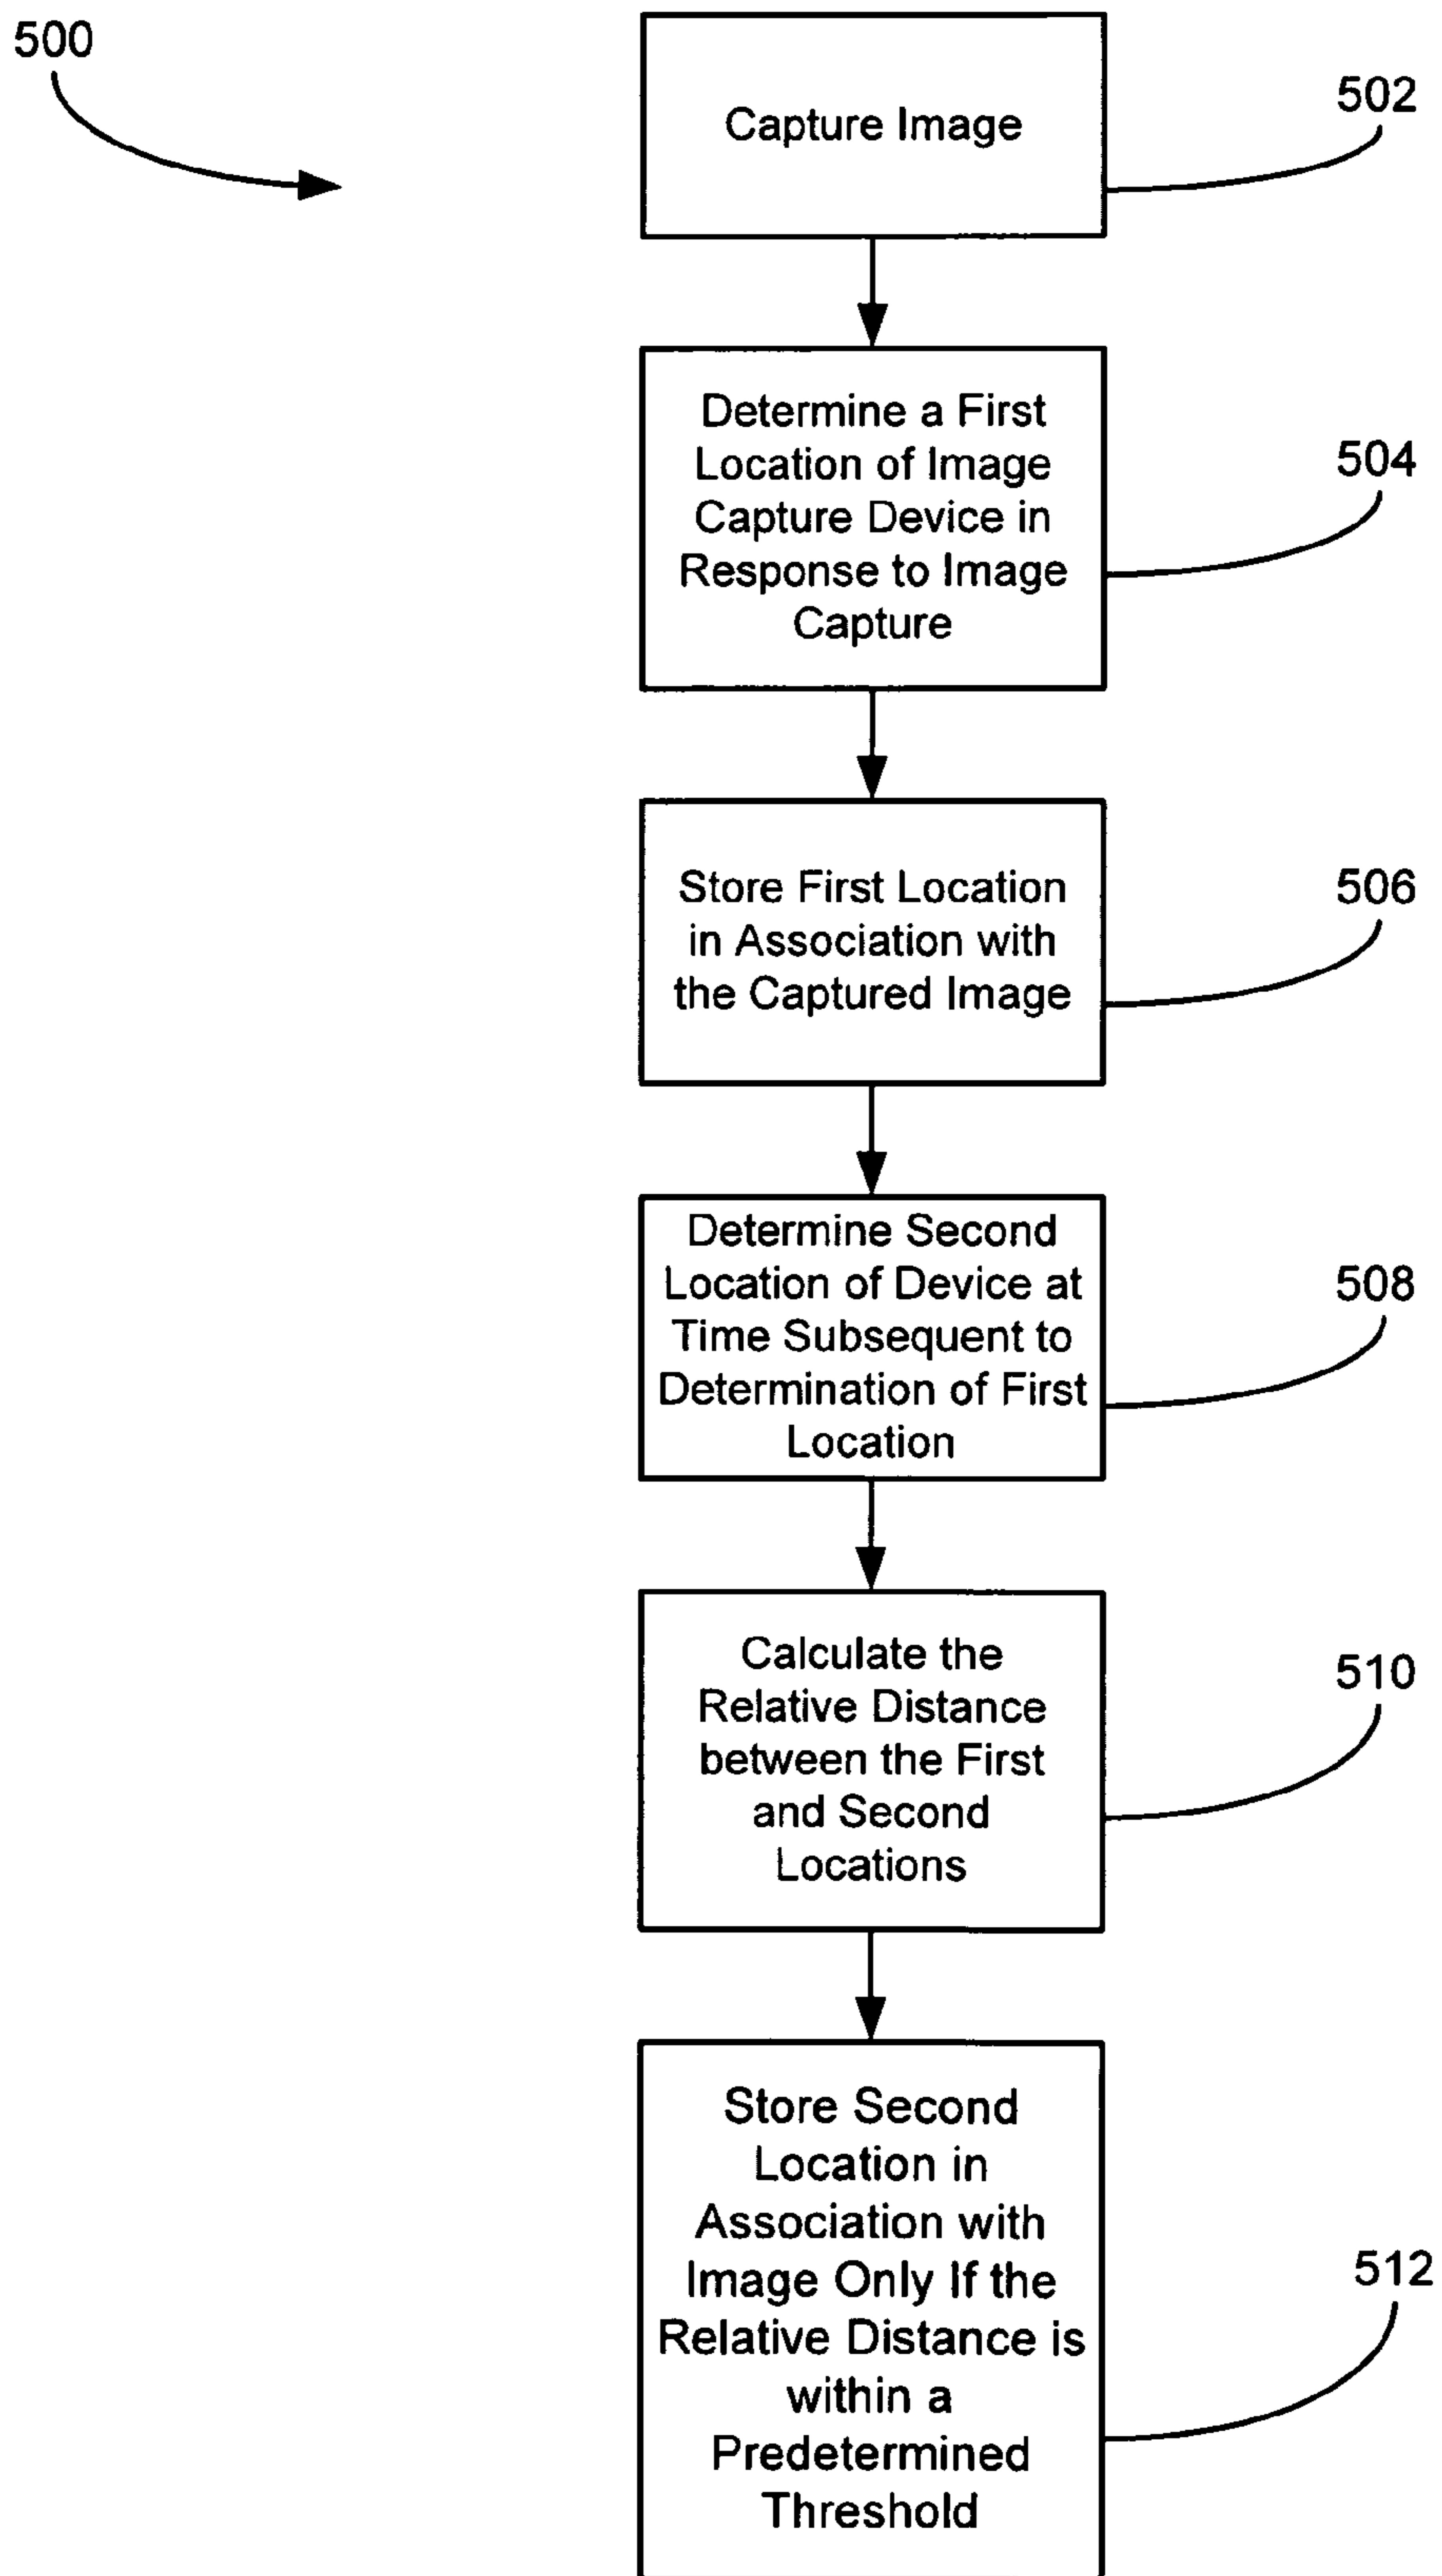 500
Capture Image
502
Determine a First
Location of Image
Capture Device in
Response to Image
Capture
504
Store First Location
in Association with
the Captured Image
506
Determine Second
Location of Device at
Time Subsequent to
Determination of First
Location
508
Calculate the
Relative Distance
between the First
and Second
Locations
510
Store Second
Location in
Association with
Image Only If the
Relative Distance is
within a
Predetermined
Threshold
512